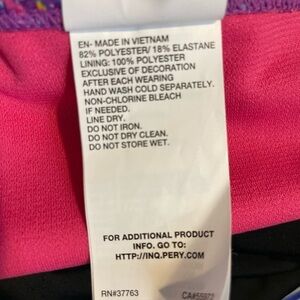 EN- MADE IN VIETNAM
82% POLYESTER/ 18% ELASTANE
LINING: 100% POLYESTER
EXCLUSIVE OF DECORATION
AFTER EACH WEARING
HAND WASH COLD SEPARATELY.
NON-CHLORINE BLEACH
IF NEEDED.
LINE DRY.
DO NOT IRON.
DO NOT DRY CLEAN.
DO NOT STORE WET.
FOR ADDITIONAL PRODUCT
INFO. GO TO:
HTTP://INQ.PERY.COM
RN#37763